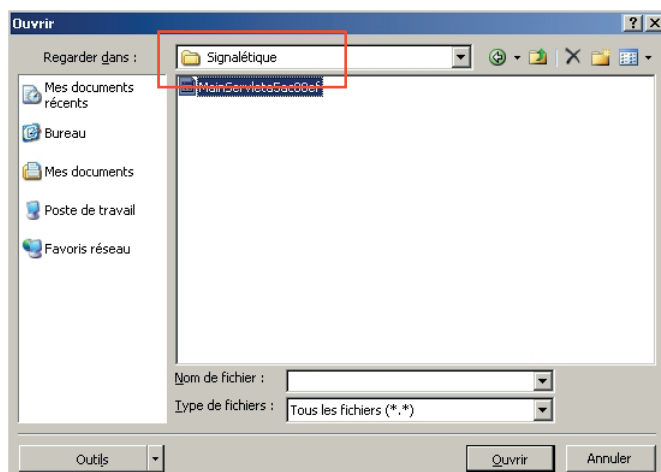 Ouvrir
Regarder dans :
Signalétique
Mes documents
récents
Bureau
Mes documents
Poste de travail
Favoris réseau
MainServleta5ac00ef
Nom de fichier :
Type de fichiers :
Tous les fichiers (*.*)
Outils
Ouvrir
Annuler